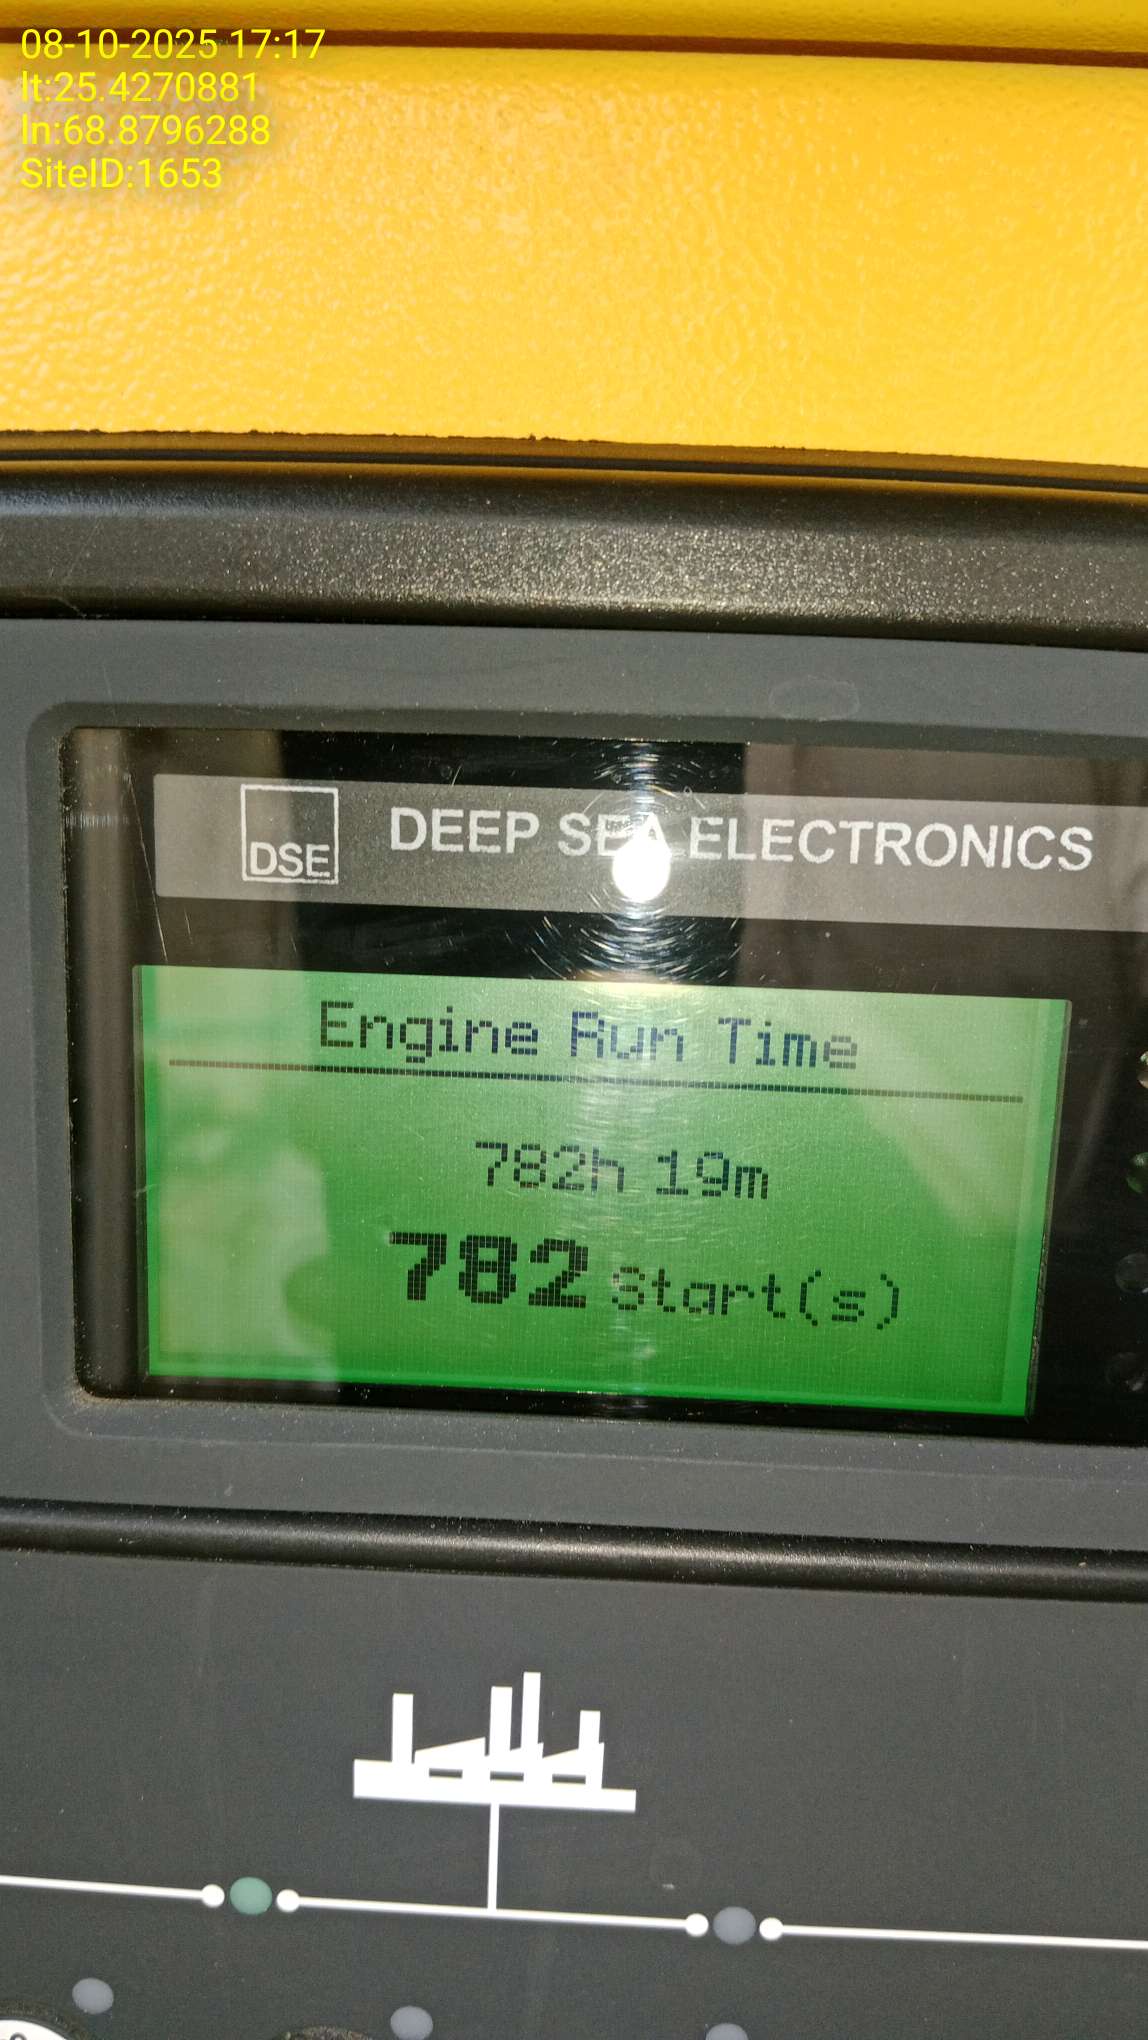 08-10-2025 17:17
lt:25.4270881
ln:68.8796288
SiteID:1653
DSE DEEP SEA ELECTRONICS
Engine Run Time
782h 19m
782 Start(s)